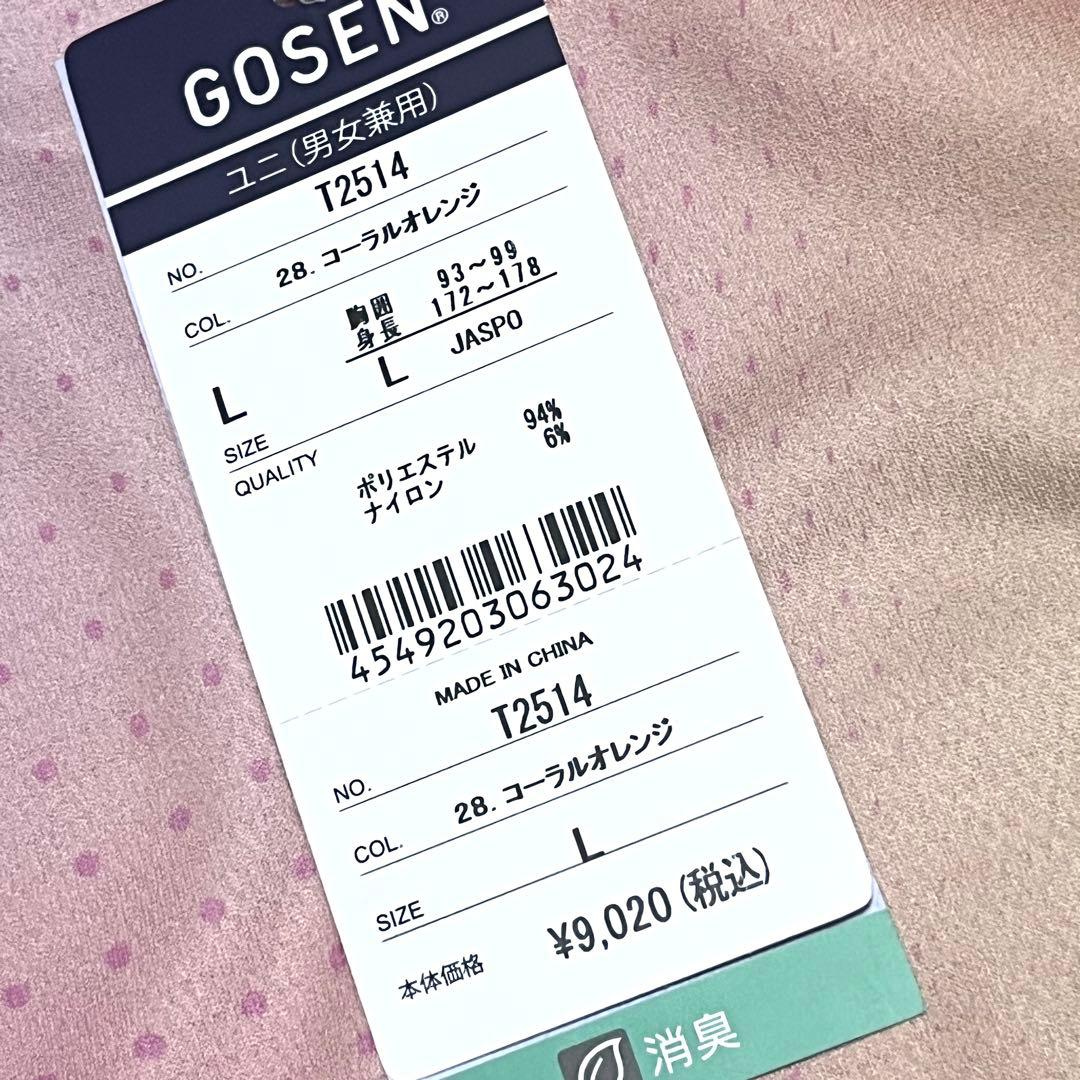 GOSEN®
ユニ(男女兼用)
NO. T2514
COL. 28. コーラルオレンジ
胸囲 93〜99
身長 172〜178
L L JASPO
SIZE
QUALITY
ポリエステル 94%
ナイロン 6%
4549203063024
MADE IN CHINA
NO. T2514
COL. 28. コーラルオレンジ
SIZE L
本体価格 ¥9,020(税込)
消臭